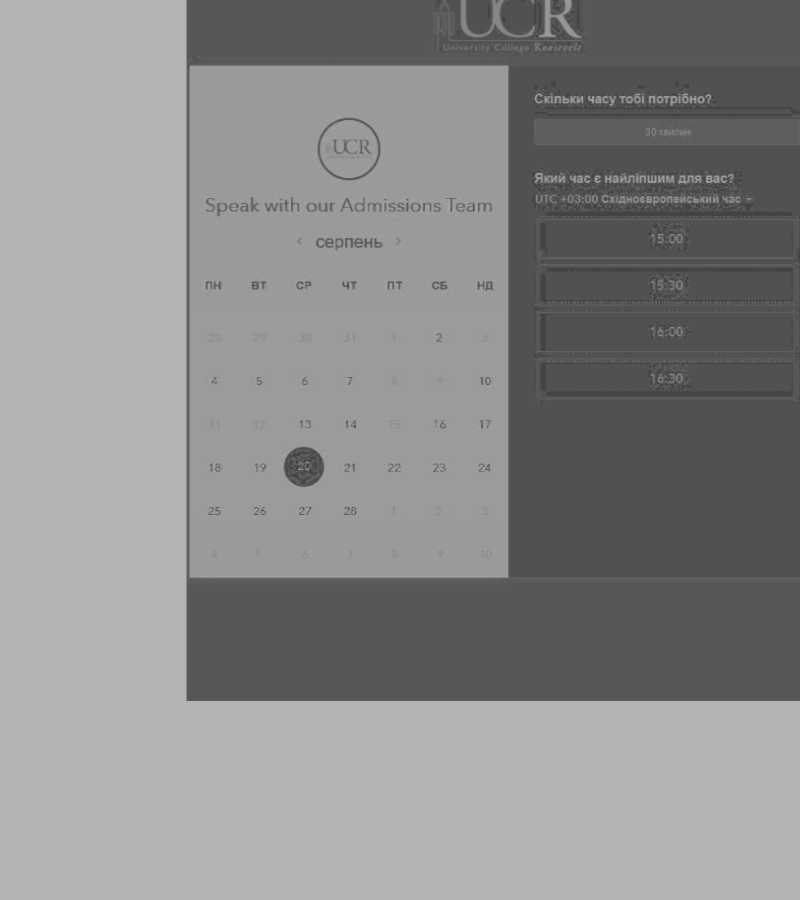 UCR
University College Roosevelt
UCR
Speak with our Admissions Team
‹ серпень ›
ПН ВТ СР ЧТ ПТ СБ НД
28 29 30 31 1 2 3
4 5 6 7 8 9 10
11 12 13 14 15 16 17
18 19 20 21 22 23 24
25 26 27 28 1 2 3
4 5 6 7 8 9 10
Скільки часу тобі потрібно?
30 хвилин
Який час є найліпшим для вас?
UTC +03:00 Східноєвропейський час
15:00
15:30
16:00
16:30